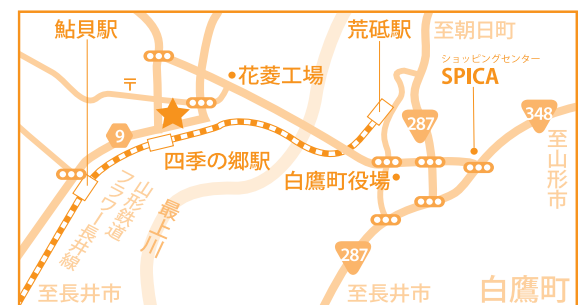 鮎貝駅
荒砥駅
至朝日町
ショッピングセンター
SPICA
花菱工場
〒
348
287
9
四季の郷駅
白鷹町役場
至山形市
山形鉄道
フラワー長井線
最上川
287
至長井市
至長井市
白鷹町